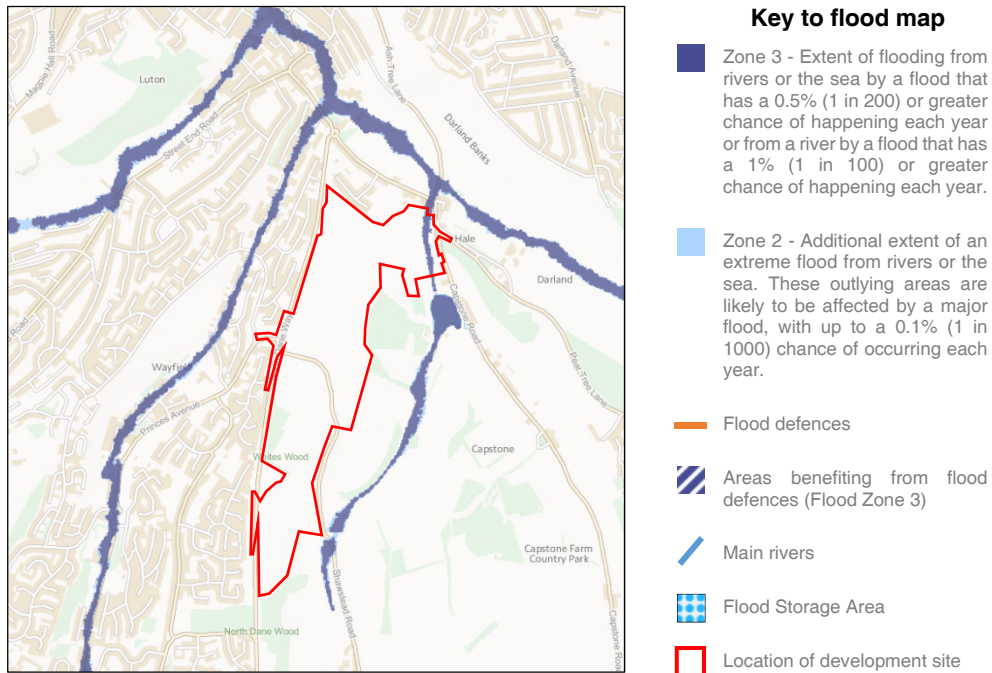 Magpie Hall Road
Luton
Street End Road
Ash Tree Lane
Darland Avenue
Darland Banks
Hale
Darland
Capstone Road
Pear Tree Lane
Road
Wayfield
Princes Avenue
Whites Wood
Capstone
Capstone Farm
Country Park
Shawstead Road
North Dane Wood
Capstone Roa
Key to flood map
Zone 3 - Extent of flooding from
rivers or the sea by a flood that
has a 0.5% (1 in 200) or greater
chance of happening each year
or from a river by a flood that has
a 1% (1 in 100) or greater
chance of happening each year.
Zone 2 - Additional extent of an
extreme flood from rivers or the
sea. These outlying areas are
likely to be affected by a major
flood, with up to a 0.1% (1 in
1000) chance of occurring each
year.
Flood defences
Areas benefiting from flood
defences (Flood Zone 3)
Main rivers
Flood Storage Area
Location of development site